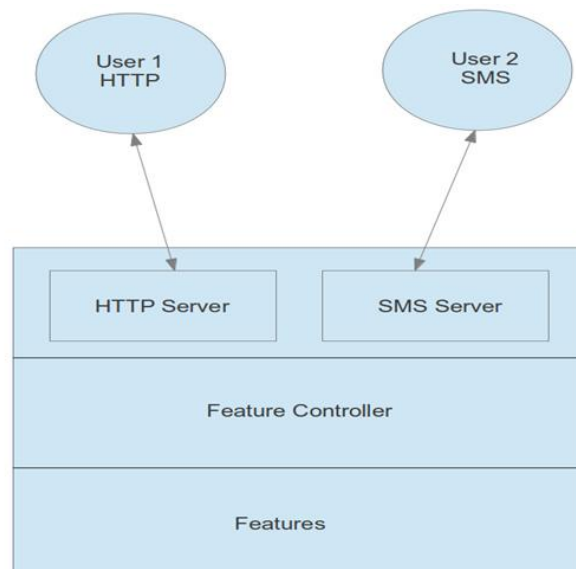 User 1
HTTP
User 2
SMS
HTTP Server
SMS Server
Feature Controller
Features